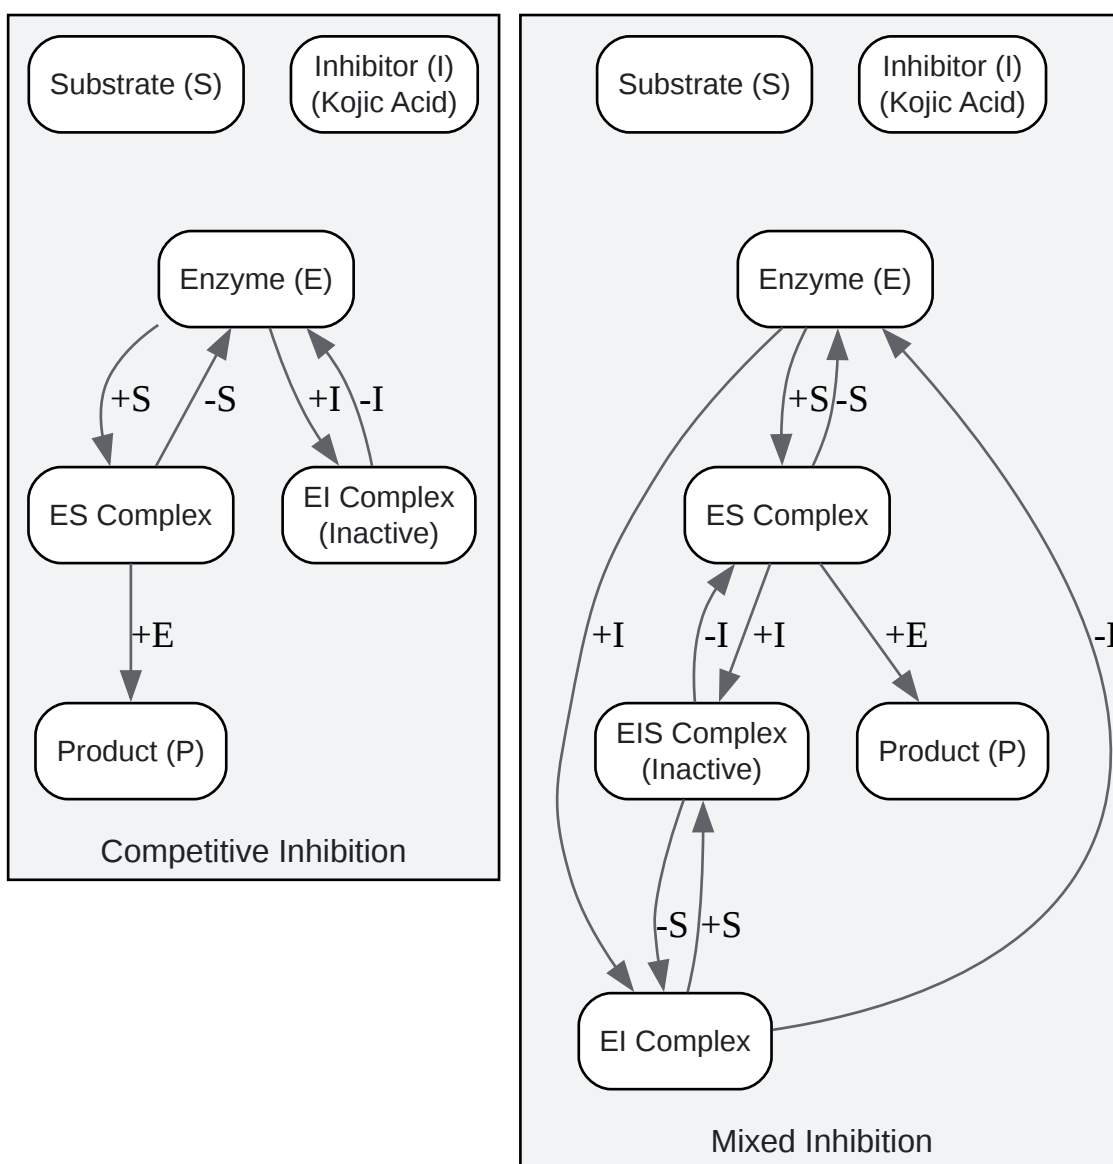 Substrate (S)
Inhibitor (I)
(Kojic Acid)
Enzyme (E)
+S
-S
+I
-I
ES Complex
EI Complex
(Inactive)
+E
Product (P)
Competitive Inhibition
Substrate (S)
Inhibitor (I)
(Kojic Acid)
Enzyme (E)
+S
-S
ES Complex
+I
-I
+I
+E
-I
EIS Complex
(Inactive)
Product (P)
-S
+S
EI Complex
Mixed Inhibition